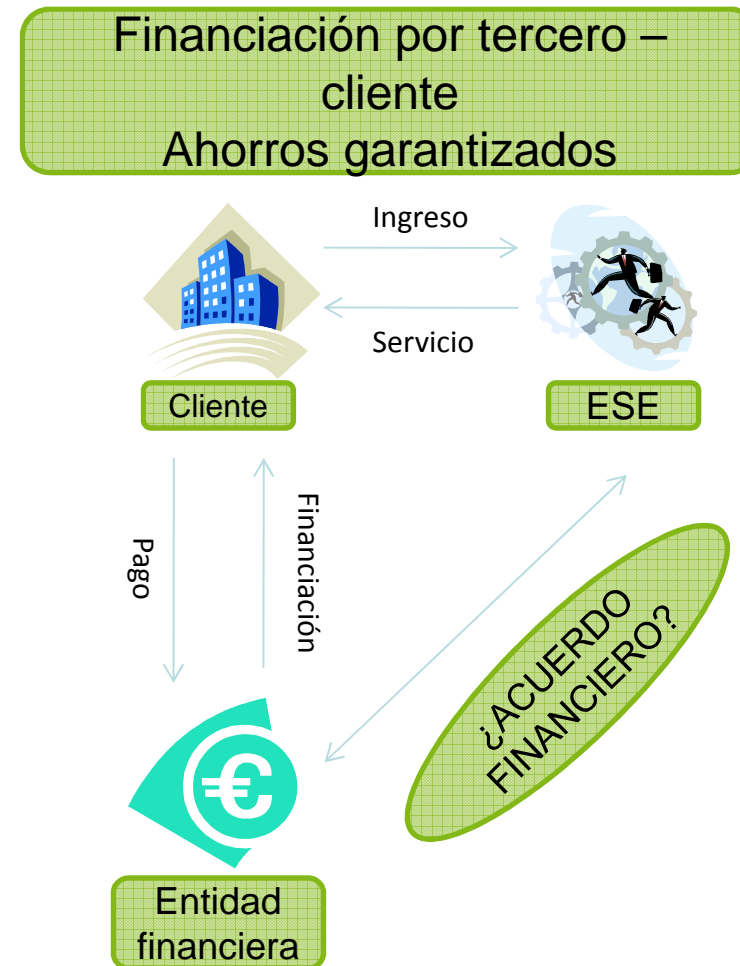 Financiación por tercero –
cliente
Ahorros garantizados
Ingreso
Servicio
Cliente
ESE
Pago
Financiación
¿ACUERDO
FINANCIERO?
Entidad
financiera